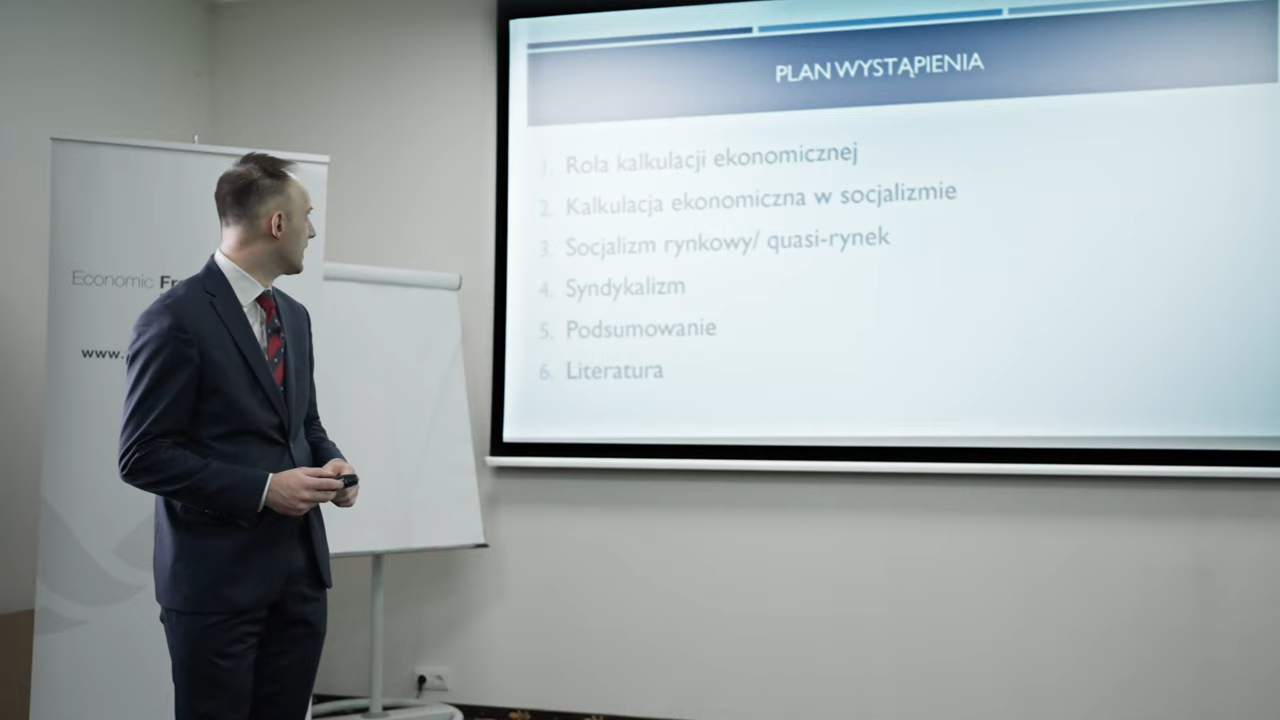 PLAN WYSTĄPIENIA
1. Rola kalkulacji ekonomicznej
2. Kalkulacja ekonomiczna w socjalizmie
3. Socjalizm rynkowy/ quasi-rynek
4. Syndykalizm
5. Podsumowanie
6. Literatura
Economic
www.